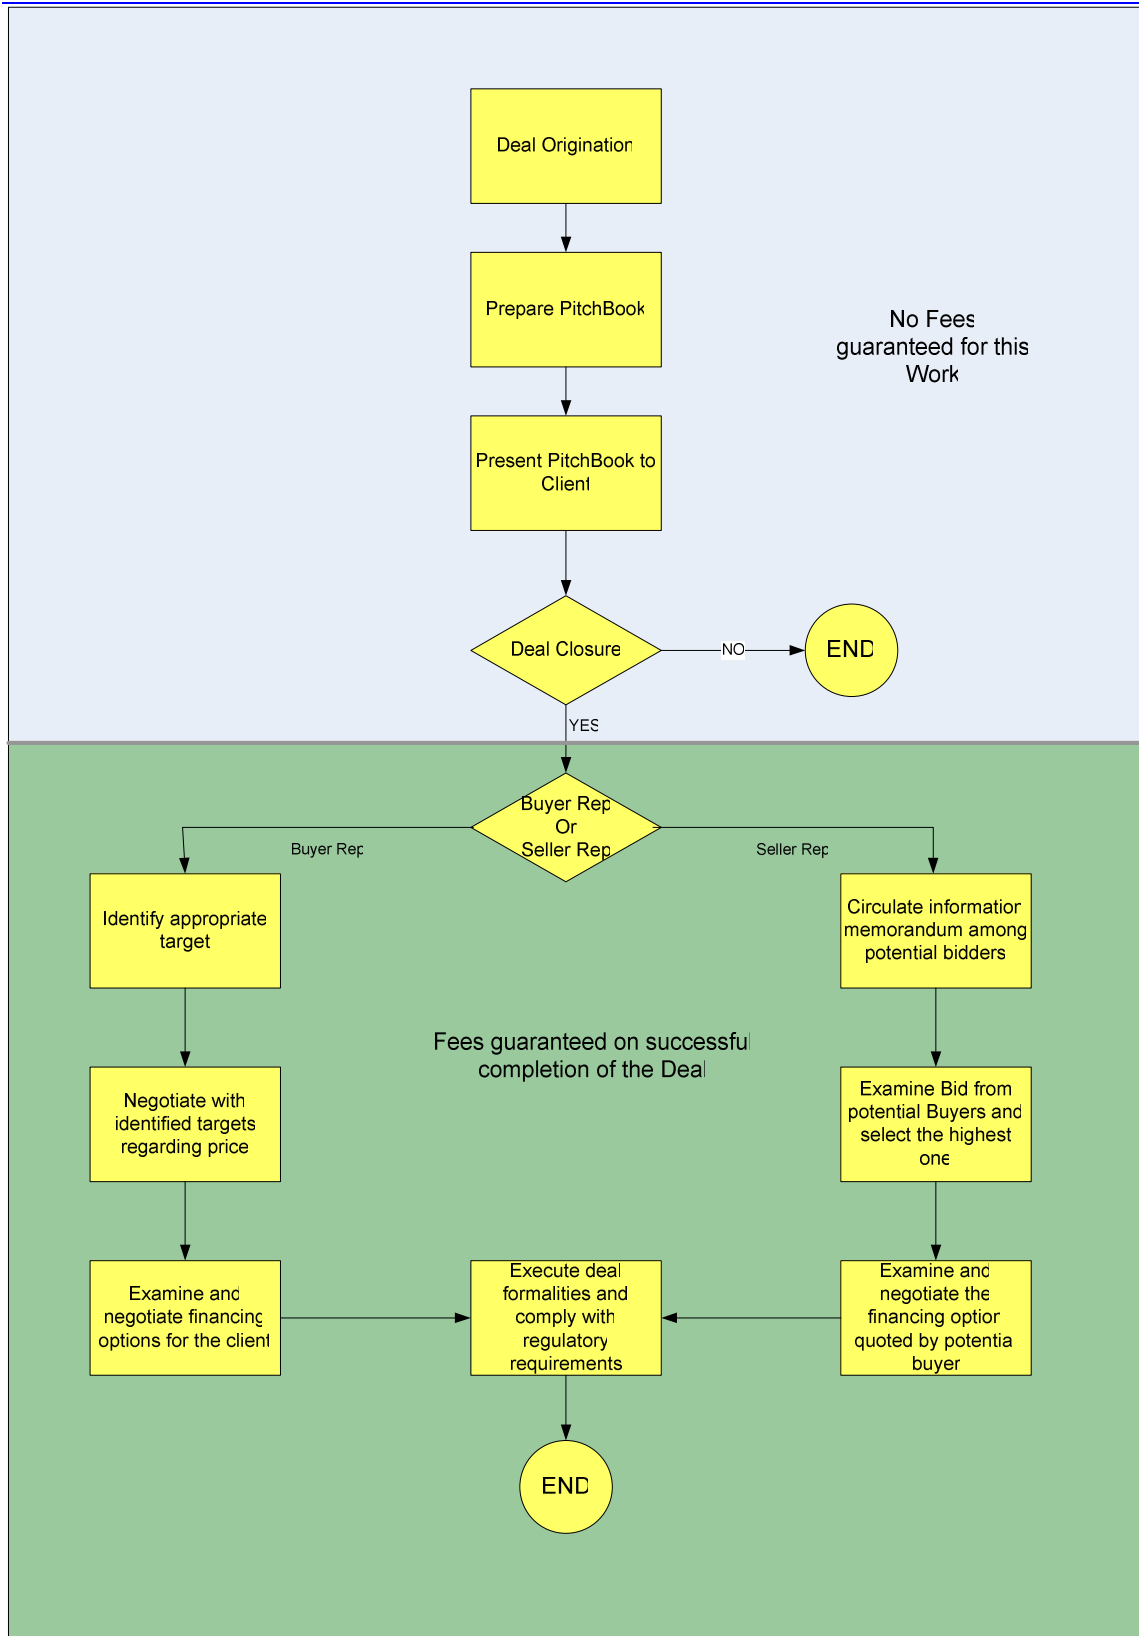 Deal Origination
Prepare PitchBook
No Fees
guaranteed for this
Work
Present PitchBook to
Client
Deal Closure
NO
END
YES
Buyer Rep
Or
Seller Rep
Buyer Rep
Seller Rep
Identify appropriate
target
Circulate information
memorandum among
potential bidders
Fees guaranteed on successful
completion of the Deal
Negotiate with
identified targets
regarding price
Examine Bid from
potential Buyers and
select the highest
one
Examine and
negotiate financing
options for the client
Execute deal
formalities and
comply with
regulatory
requirements
Examine and
negotiate the
financing option
quoted by potential
buyer
END